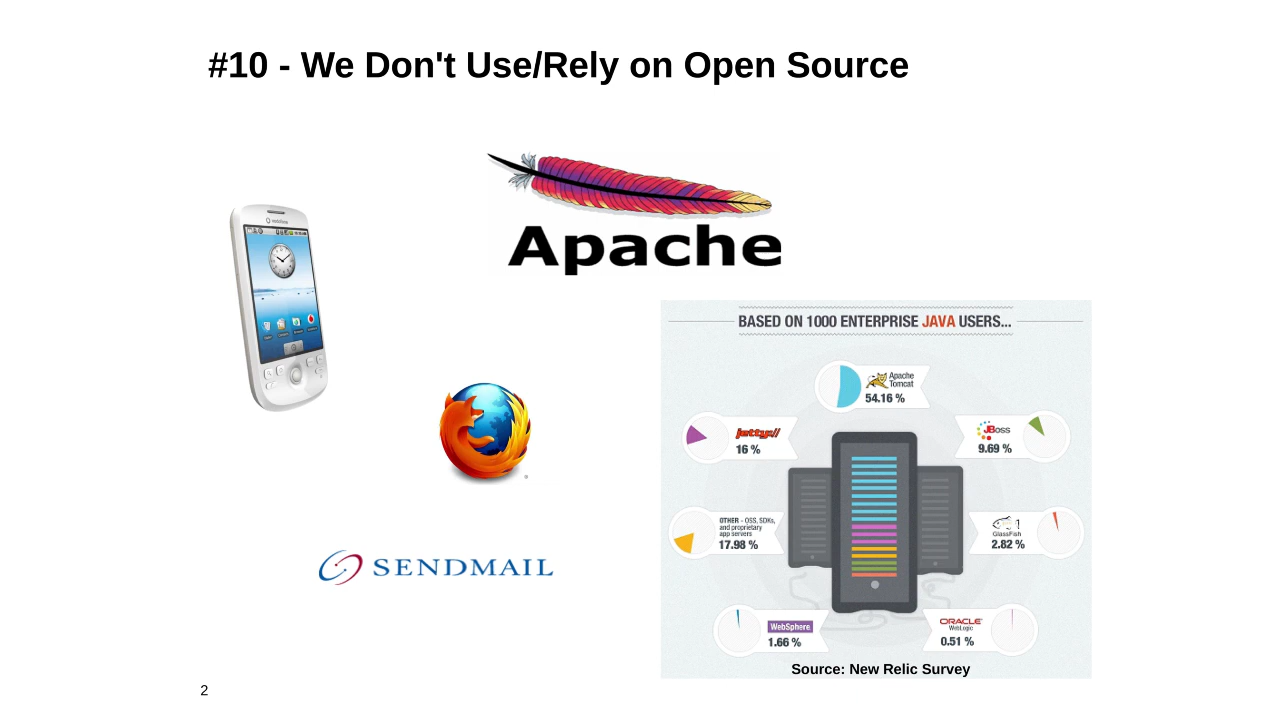 #10 - We Don't Use/Rely on Open Source
Apache
vodafone
BASED ON 1000 ENTERPRISE JAVA USERS...
Apache
Tomcat
54.16 %
jetty://
16 %
JBoss
9.69 %
OTHER - OSS, SDKs,
and proprietary
app servers
17.98 %
GlassFish
2.82 %
SENDMAIL
WebSphere
1.66 %
ORACLE
WebLogic
0.51 %
Source: New Relic Survey
2